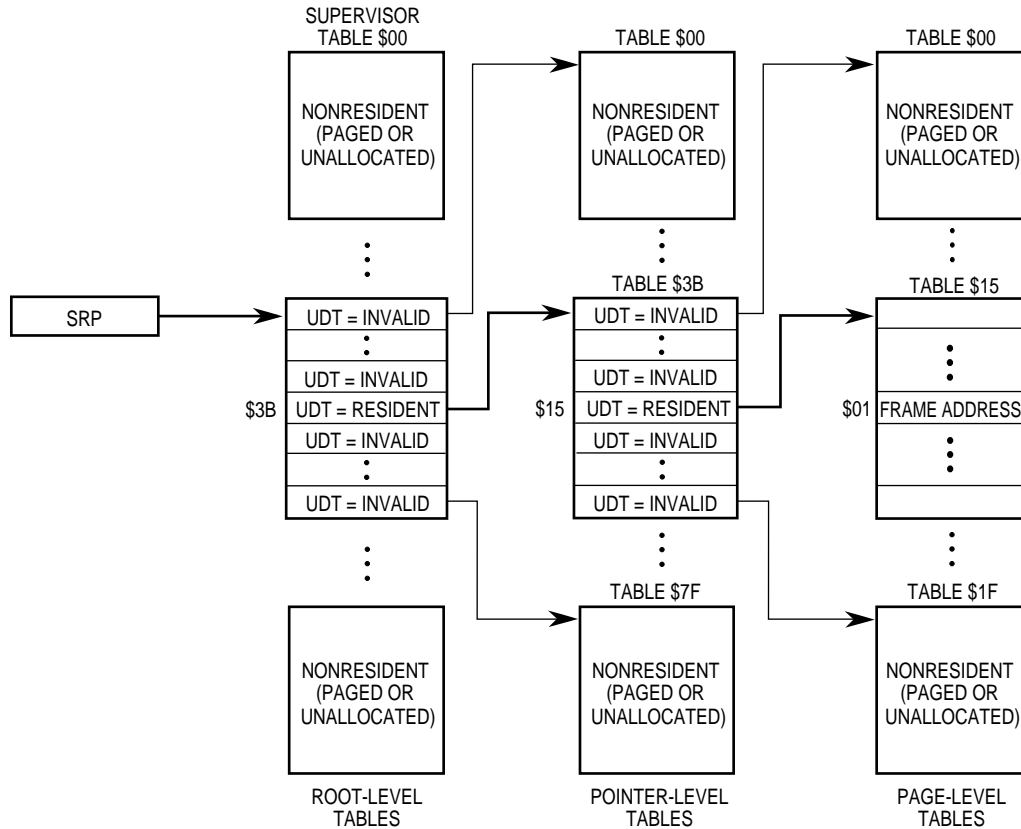 SUPERVISOR
TABLE $00
TABLE $00
TABLE $00
NONRESIDENT
(PAGED OR
UNALLOCATED)
NONRESIDENT
(PAGED OR
UNALLOCATED)
NONRESIDENT
(PAGED OR
UNALLOCATED)
TABLE $3B
TABLE $15
SRP
UDT = INVALID
UDT = INVALID
UDT = INVALID
UDT = INVALID
$3B
UDT = RESIDENT
$15
UDT = RESIDENT
$01
FRAME ADDRESS
UDT = INVALID
UDT = INVALID
UDT = INVALID
UDT = INVALID
TABLE $7F
TABLE $1F
NONRESIDENT
(PAGED OR
UNALLOCATED)
NONRESIDENT
(PAGED OR
UNALLOCATED)
NONRESIDENT
(PAGED OR
UNALLOCATED)
ROOT-LEVEL
TABLES
POINTER-LEVEL
TABLES
PAGE-LEVEL
TABLES